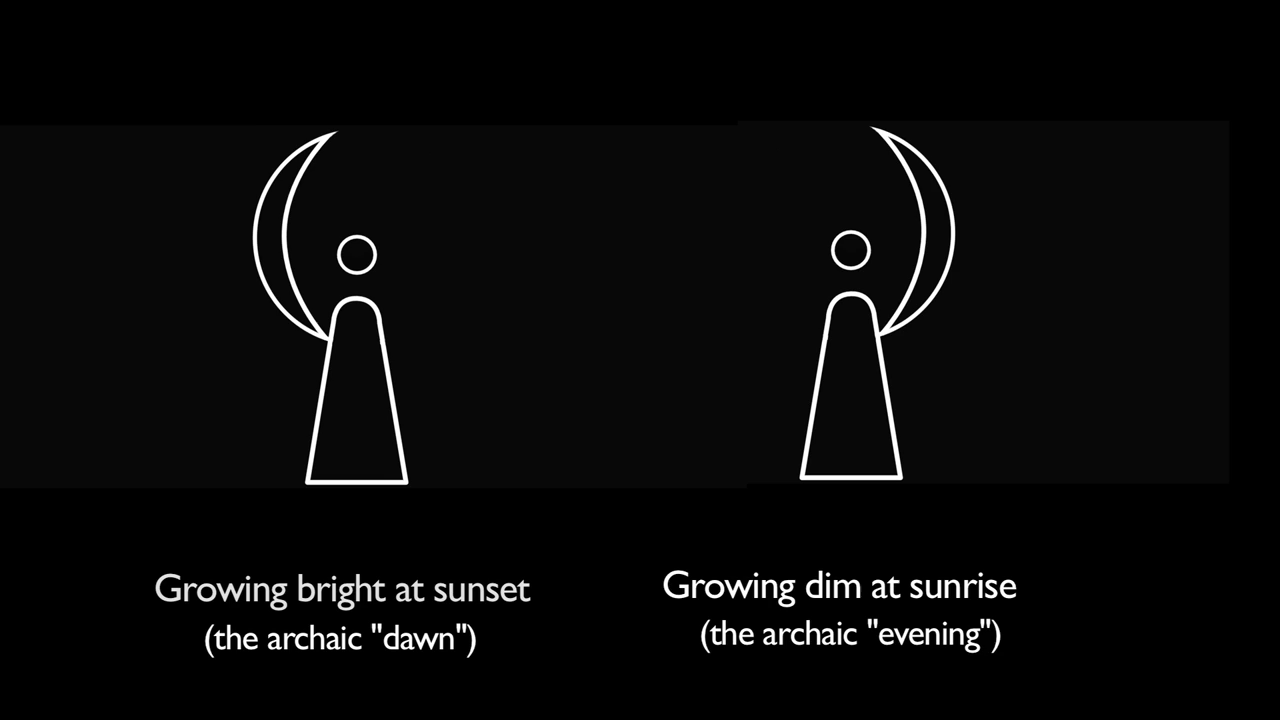 Growing bright at sunset
(the archaic "dawn")
Growing dim at sunrise
(the archaic "evening")